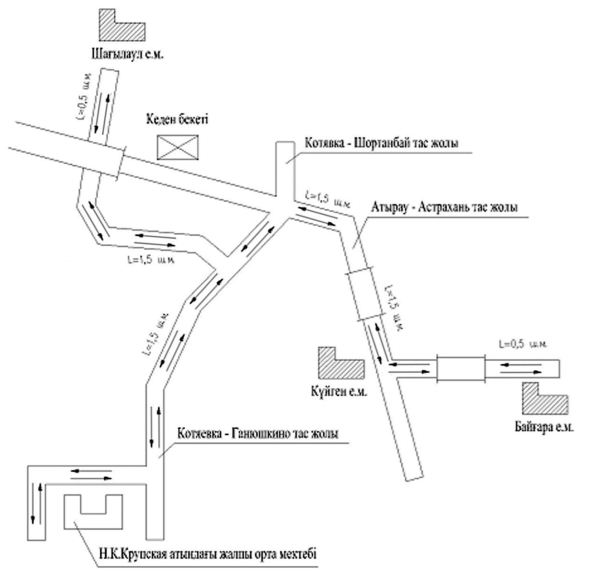 Шағылаул е.м.
L=0,5 ш.м.
Кеден бекеті
Котявка - Шортанбай тас жолы
L=1,5 ш.м.
Атырау - Астрахань тас жолы
L=1,5 ш.м.
L=1,5 ш.м.
L=1,5 ш.м.
L=0,5 ш.м.
Күйген е.м.
Байғара е.м.
Котяевка - Ганюшкино тас жолы
Н.К.Крупская атындағы жалпы орта мектебі